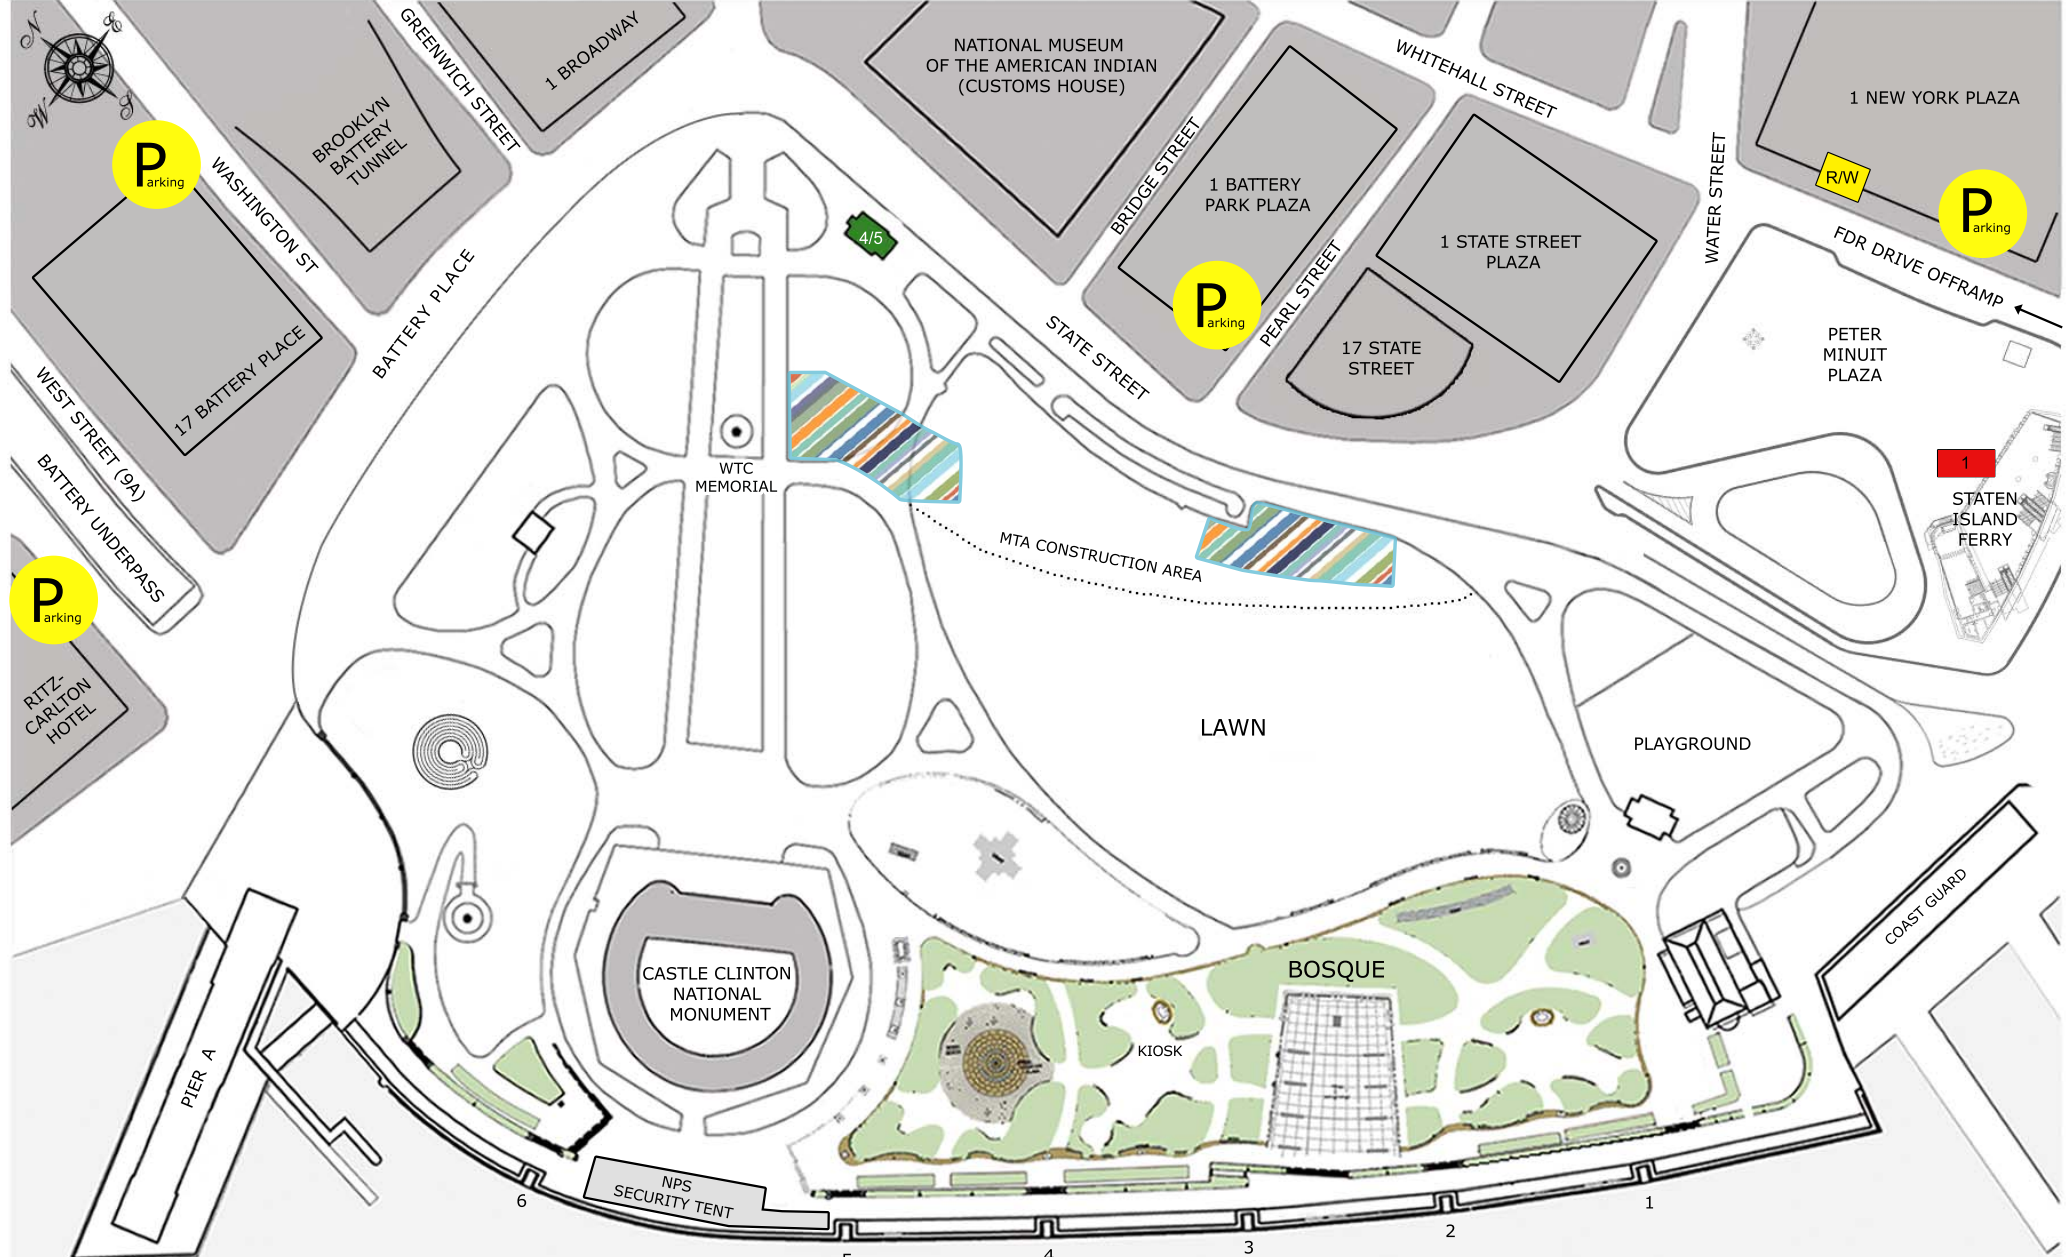 N
E
W
S
GREENWICH STREET
1 BROADWAY
NATIONAL MUSEUM
OF THE AMERICAN INDIAN
(CUSTOMS HOUSE)
WHITEHALL STREET
1 NEW YORK PLAZA
BROOKLYN
BATTERY
TUNNEL
Parking
WASHINGTON ST
BRIDGE STREET
1 BATTERY
PARK PLAZA
WATER STREET
R/W
Parking
4/5
1 STATE STREET
PLAZA
FDR DRIVE OFFRAMP
BATTERY PLACE
Parking
PEARL STREET
17 BATTERY PLACE
STATE STREET
17 STATE
STREET
PETER
MINUIT
PLAZA
WEST STREET (9A)
BATTERY UNDERPASS
WTC
MEMORIAL
1
STATEN
ISLAND
FERRY
MTA CONSTRUCTION AREA
Parking
RITZ-
CARLTON
HOTEL
LAWN
PLAYGROUND
COAST GUARD
CASTLE CLINTON
NATIONAL
MONUMENT
BOSQUE
KIOSK
PIER A
NPS
SECURITY TENT
6
5
4
3
2
1